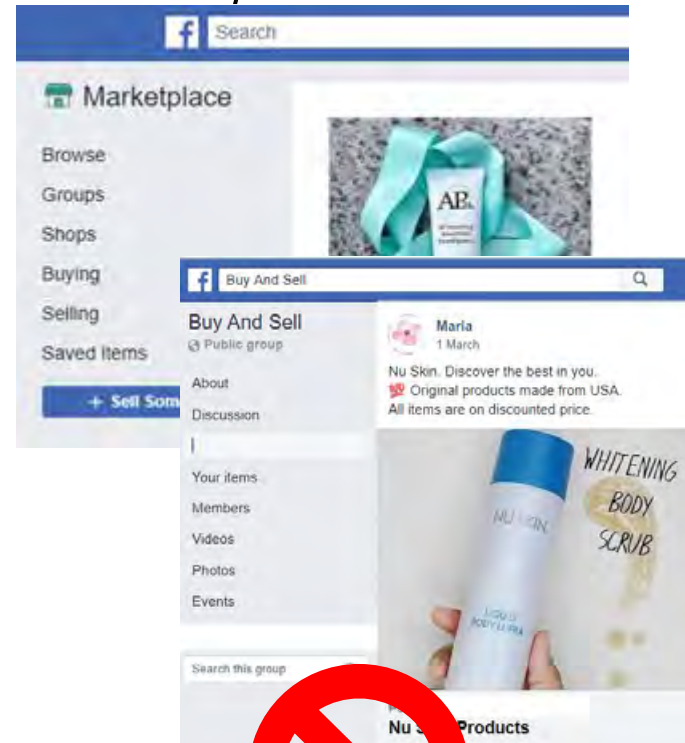 Search
Marketplace
Browse
Groups
Shops
Buying
Selling
Saved Items
+ Sell Som
AP
Buy And Sell
Buy And Sell
Public group
About
Discussion
Your items
Members
Videos
Photos
Events
Search this group
Maria
1 March
Nu Skin. Discover the best in you.
💯 Original products made from USA.
All items are on discounted price.
WHITENING
BODY
SCRUB
NU SKIN
LIQUID
BODY LUFRA
Nu S Products